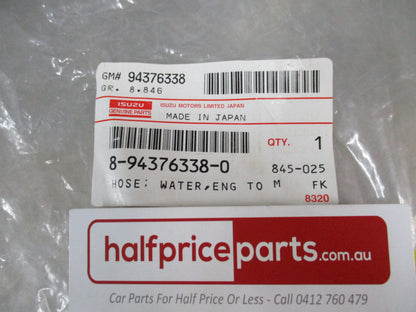 GM# 94376338
GR. 8.846
ISUZU
GENUINE PARTS
ISUZU MOTORS LIMITED JAPAN
MADE IN JAPAN
QTY. 1
8-94376338-0 845-025
HOSE: WATER,ENG TO M FK
8320
halfpriceparts.com.au
Car Parts For Half Price Or Less - Call 0412 760 479